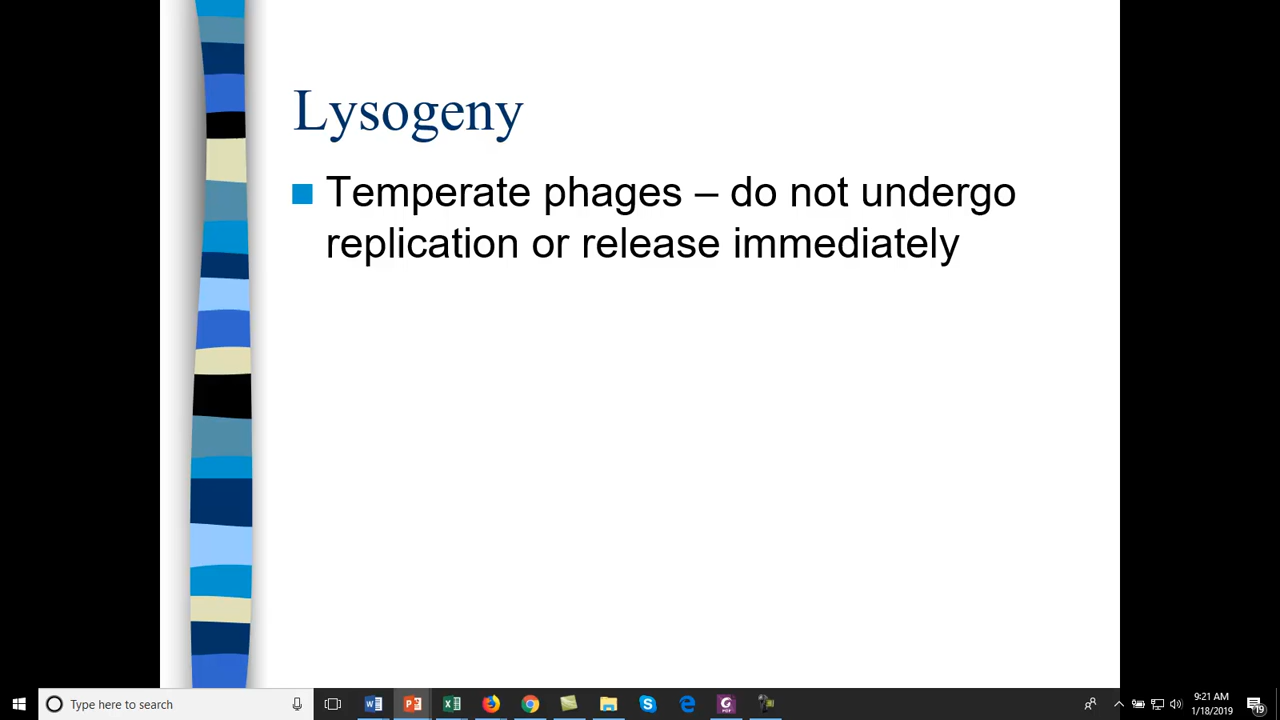 Lysogeny
Temperate phages – do not undergo
replication or release immediately
Type here to search
9:21 AM
1/18/2019
19